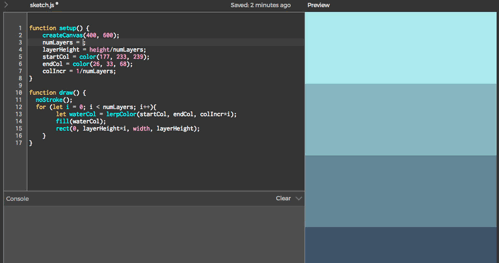 sketch.js
Saved: 2 minutes ago
Preview
1 function setup() {
2 createCanvas(400, 600);
3 numLayers = ;
4 layerHeight = height/numLayers;
5 startCol = color(177, 233, 239);
6 endCol = color(26, 33, 68);
7 colIncr = 1/numLayers;
8 }
9
10 function draw() {
11 noStroke();
12 for (let i = 0; i < numLayers; i++){
13 let waterCol = lerpColor(startCol, endCol, colIncr*i);
14 fill(waterCol);
15 rect(0, layerHeight*i, width, layerHeight);
16 }
17 }
Console
Clear